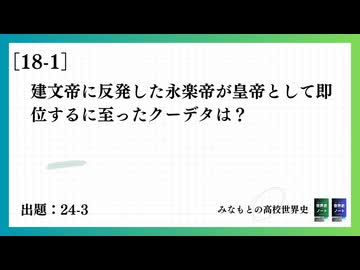 [18-1]
建文帝に反発した永楽帝が皇帝として即
位するに至ったクーデタは？
出題：24-3
みなもとの高校世界史